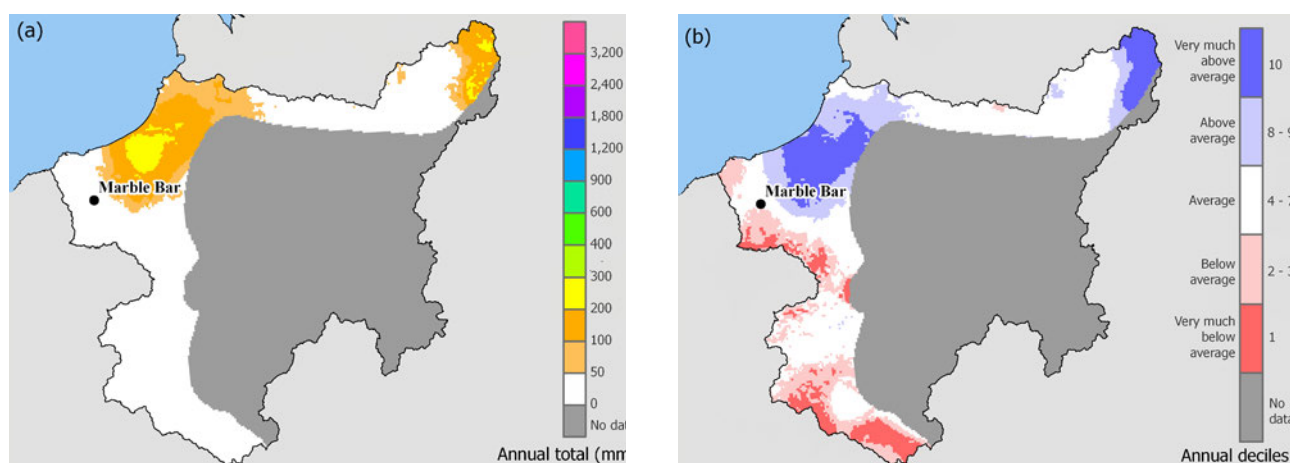 (a)
3,200
2,400
1,800
1,200
900
600
400
300
200
100
50
0
No dat
Marble Bar
Annual total (mm
(b)
Very much
above
average
10
Above
average
8 - 9
Average
4 - 7
Below
average
2 - 3
Very much
below
average
1
No
data
Marble Bar
Annual deciles